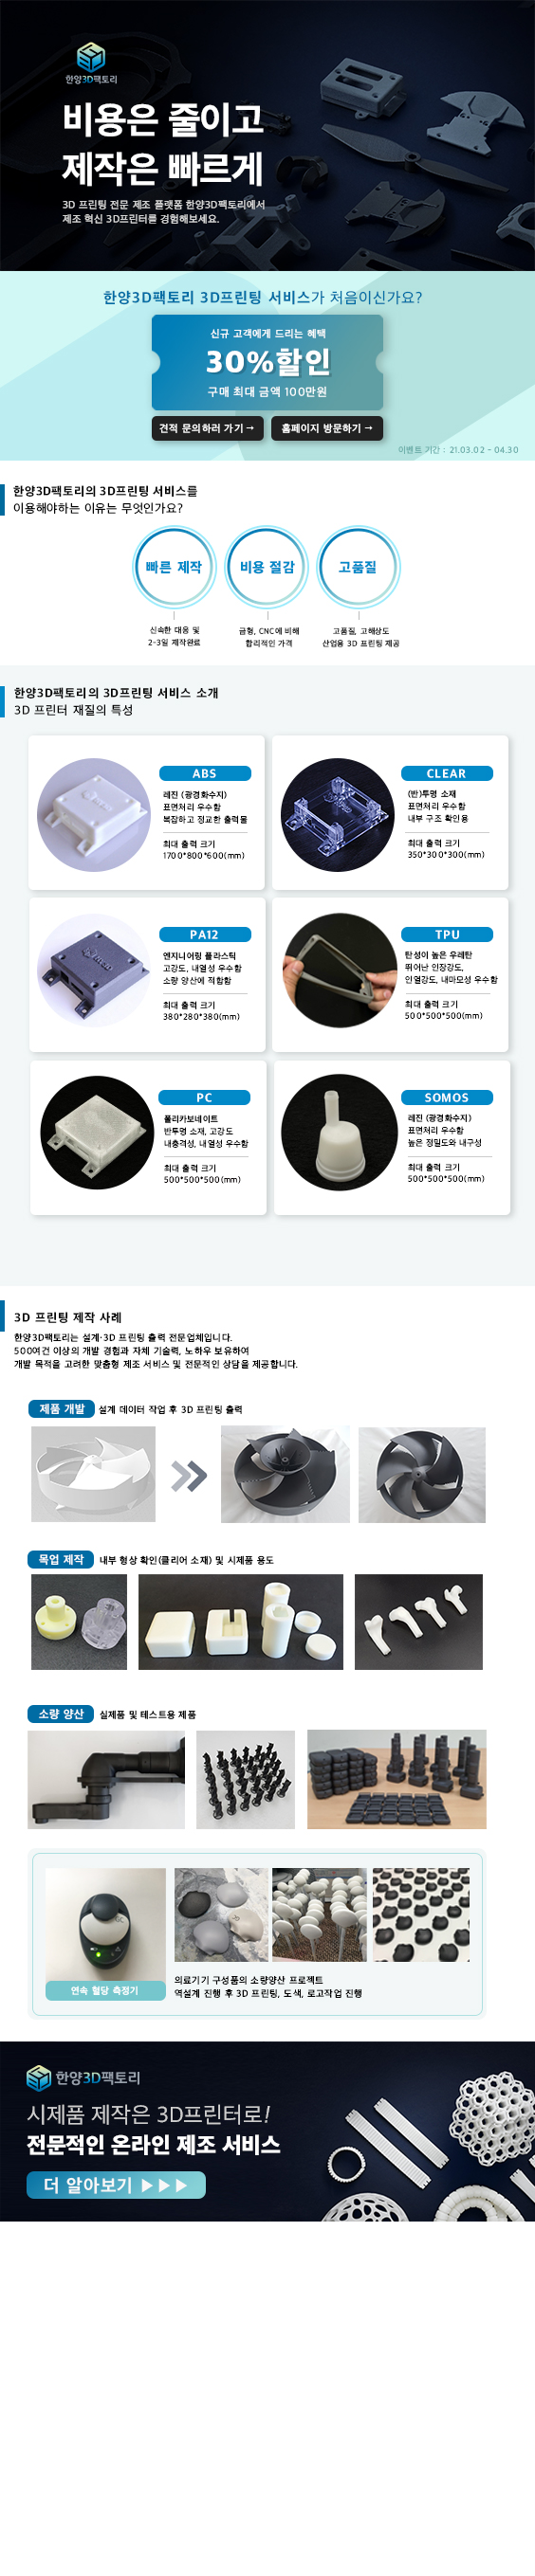 한양3D팩토리
비용은 줄이고
제작은 빠르게
3D 프린팅 전문 제조 플랫폼 한양3D팩토리에서
제조 혁신 3D프린터를 경험해보세요.
한양3D팩토리 3D프린팅 서비스가 처음이신가요?
신규 고객에게 드리는 혜택
30%할인
구매 최대 금액 100만원
견적 문의하러 가기→
홈페이지 방문하기→
이벤트 기간 : 21.03.02 - 04.30
한양3D팩토리의 3D프린팅 서비스를
이용해야하는 이유는 무엇인가요?
빠른 제작
비용 절감
고품질
신속한 대응 및
2-3일 제작완료
금형, CNC에 비해
합리적인 가격
고품질, 고해상도
산업용 3D 프린팅 제공
한양3D팩토리의 3D프린팅 서비스 소개
3D 프린터 재질의 특성
ABS
레진 (광경화수지)
표면처리 우수함
복잡하고 정교한 출력물
최대 출력 크기
1700*800*600(mm)
CLEAR
(반)투명 소재
표면처리 우수함
내부 구조 확인용
최대 출력 크기
350*300*300(mm)
PA12
엔지니어링 플라스틱
고강도, 내열성 우수함
소량 양산에 적합함
최대 출력 크기
380*280*380(mm)
TPU
탄성이 높은 우레탄
뛰어난 인장강도,
인열강도, 내마모성 우수함
최대 출력 크기
500*500*500(mm)
PC
폴리카보네이트
반투명 소재, 고강도
내충격성, 내열성 우수함
최대 출력 크기
500*500*500(mm)
SOMOS
레진 (광경화수지)
표면처리 우수함
높은 정밀도와 내구성
최대 출력 크기
500*500*500(mm)
3D 프린팅 제작 사례
한양3D팩토리는 설계·3D 프린팅 출력 전문업체입니다.
500여건 이상의 개발 경험과 자체 기술력, 노하우 보유하여
개발 목적을 고려한 맞춤형 제조 서비스 및 전문적인 상담을 제공합니다.
제품 개발 설계 데이터 작업 후 3D 프린팅 출력
목업 제작 내부 형상 확인(클리어 소재) 및 시제품 용도
소량 양산 실제품 및 테스트용 제품
연속 혈당 측정기
의료기기 구성품의 소량양산 프로젝트
역설계 진행 후 3D 프린팅, 도색, 로고작업 진행
한양3D팩토리
시제품 제작은 3D프린터로!
전문적인 온라인 제조 서비스
더 알아보기 ▶▶▶